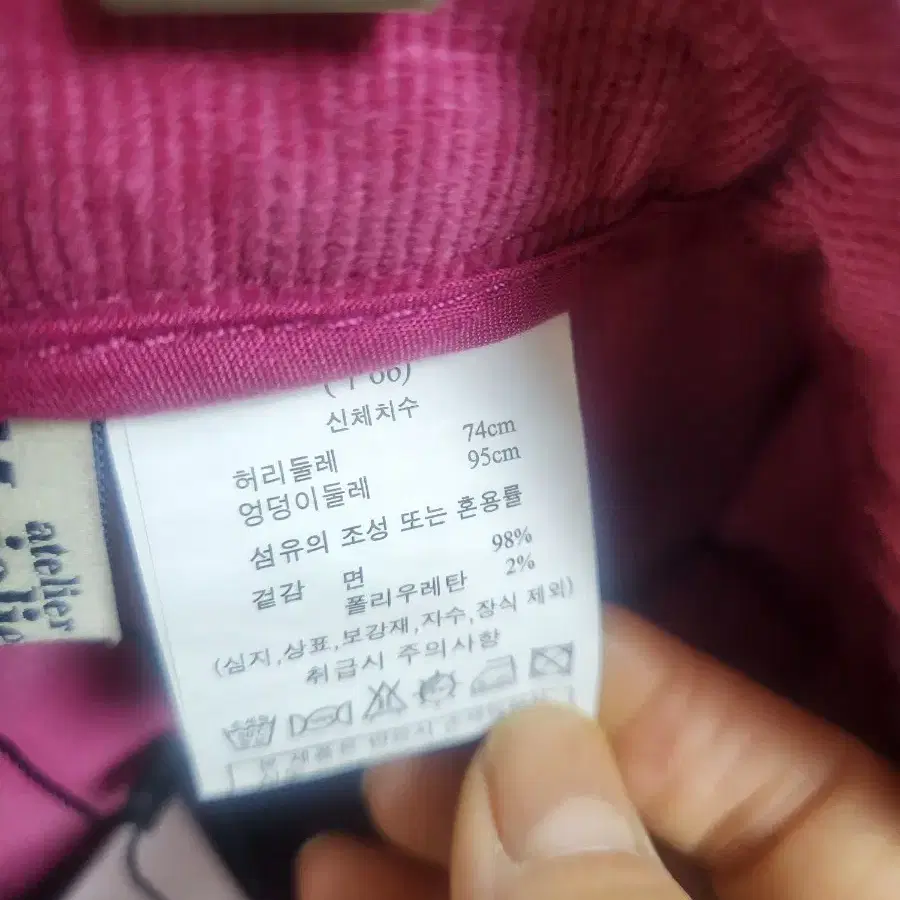 신체치수
허리둘레 74cm
엉덩이둘레 95cm
섬유의 조성 또는 혼용률
겉감 면 98%
폴리우레탄 2%
(심지,상표,보강재,자수,장식 제외)
취급시 주의사항
atelier